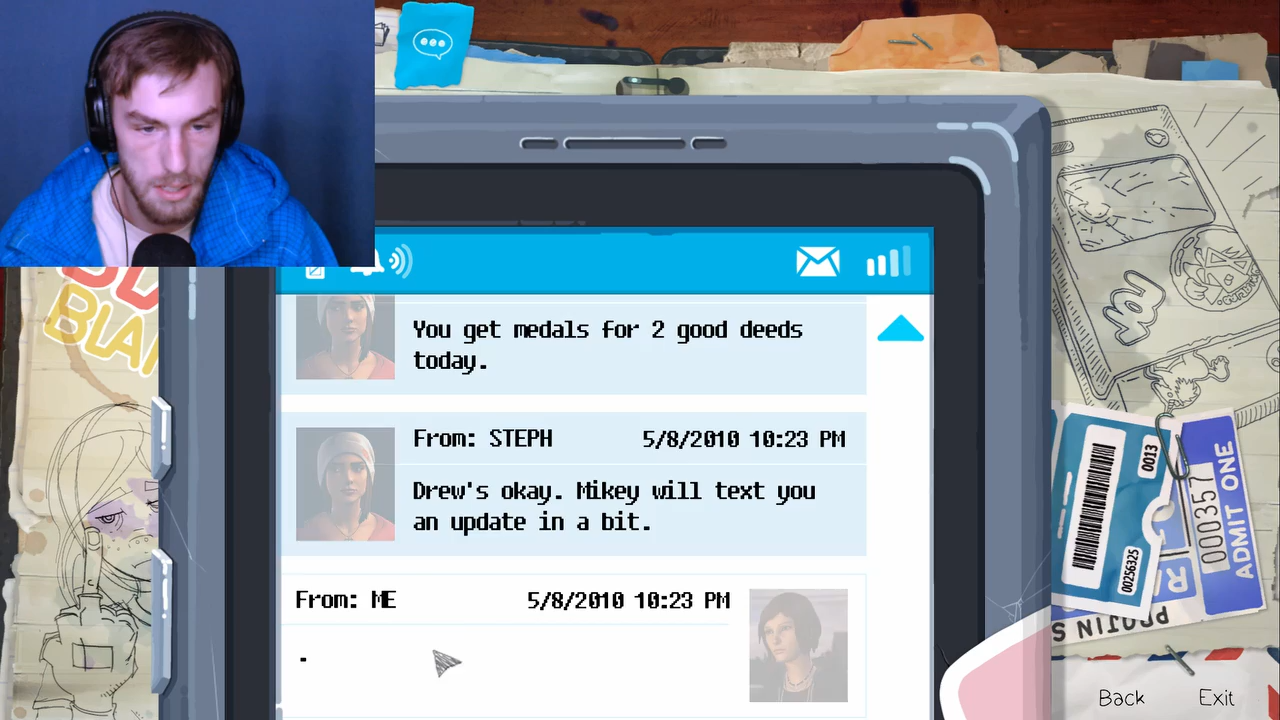 BLA
You get medals for 2 good deeds
today.
From: STEPH 5/8/2010 10:23 PM
Drew's okay. Mikey will text you
an update in a bit.
From: ME 5/8/2010 10:23 PM
.
0013
00256325
R
000357
ADMIT ONE
Back
Exit